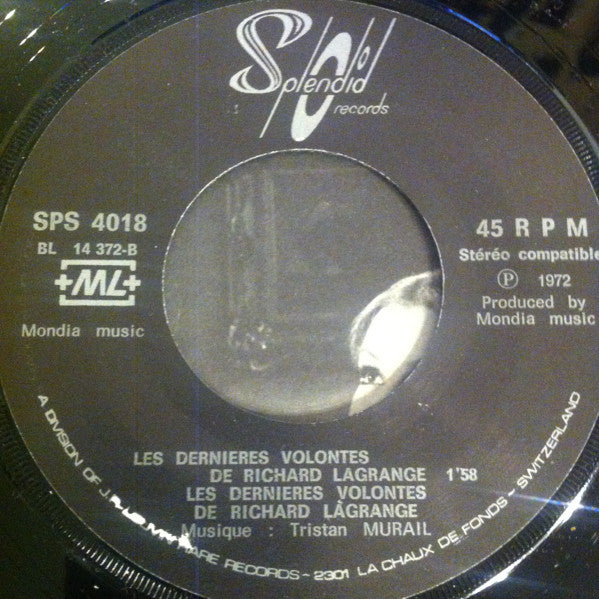 Splendid
records
SPS 4018
BL 14 372-B
+ML+
Mondia music
45 RPM
Stéréo compatible
Ⓟ 1972
Produced by
Mondia music
LES DERNIERES VOLONTES
DE RICHARD LAGRANGE 1'58
LES DERNIERES VOLONTES
DE RICHARD LAGRANGE
Musique : Tristan MURAIL
A DIVISION OF RARE RECORDS - 2301 LA CHAUX DE FONDS - SWITZERLAND